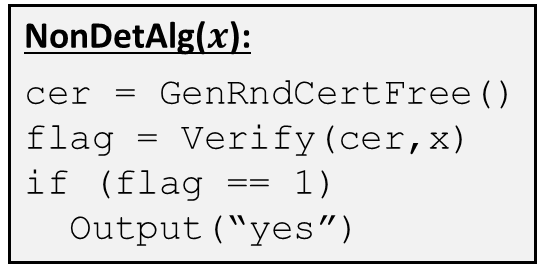 NonDetAlg(x):
cer = GenRndCertFree()
flag = Verify(cer,x)
if (flag == 1)
Output(“yes”)